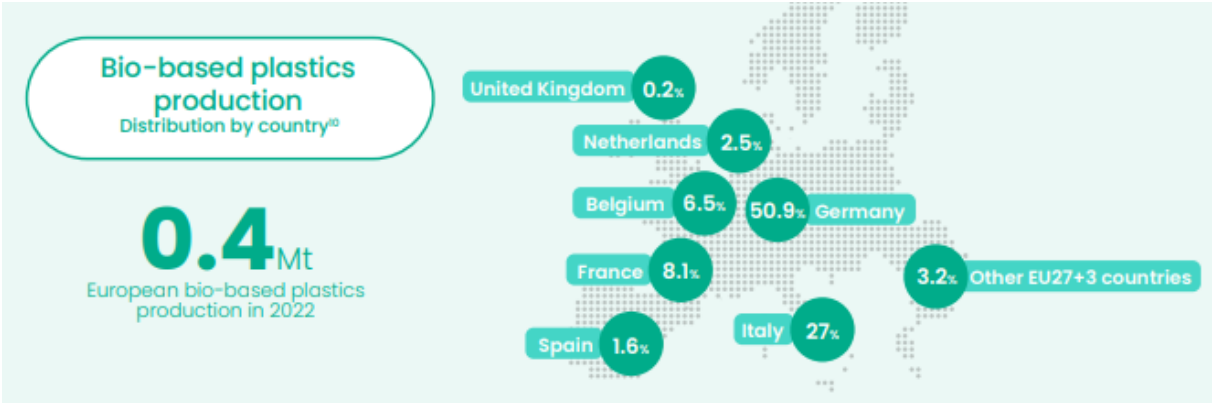 Bio-based plastics
production
Distribution by country¹⁰
0.4Mt
European bio-based plastics
production in 2022
United Kingdom 0.2%
Netherlands 2.5%
Belgium 6.5%
50.9% Germany
France 8.1%
3.2% Other EU27+3 countries
Italy 27%
Spain 1.6%